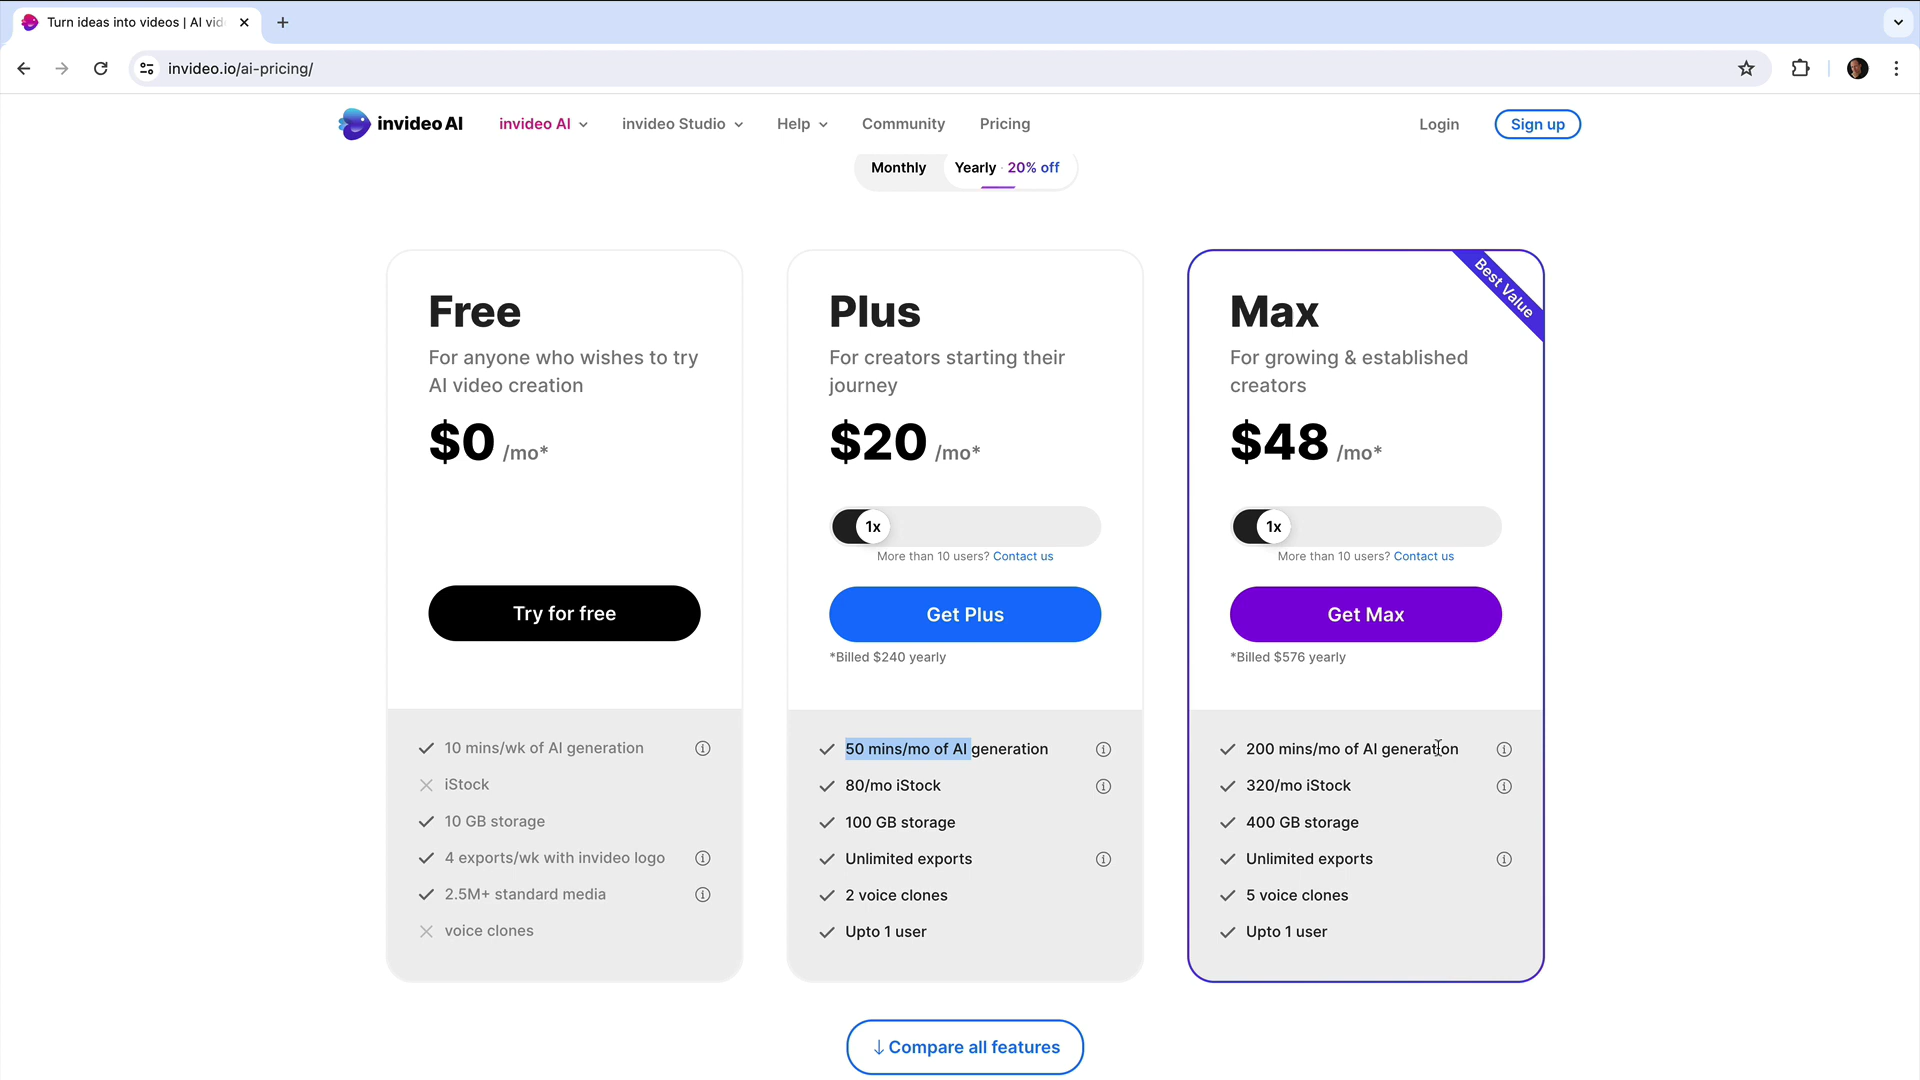 Turn ideas into videos | AI vid
invideo.io/ai-pricing/
invideo AI
invideo AI
invideo Studio
Help
Community
Pricing
Login
Sign up
Monthly
Yearly · 20% off
Free
For anyone who wishes to try
AI video creation
$0 /mo*
Try for free
10 mins/wk of AI generation
iStock
10 GB storage
4 exports/wk with invideo logo
2.5M+ standard media
voice clones
Plus
For creators starting their
journey
$20 /mo*
1x
More than 10 users? Contact us
Get Plus
*Billed $240 yearly
50 mins/mo of AI generation
80/mo iStock
100 GB storage
Unlimited exports
2 voice clones
Upto 1 user
Best Value
Max
For growing & established
creators
$48 /mo*
1x
More than 10 users? Contact us
Get Max
*Billed $576 yearly
200 mins/mo of AI generation
320/mo iStock
400 GB storage
Unlimited exports
5 voice clones
Upto 1 user
↓ Compare all features